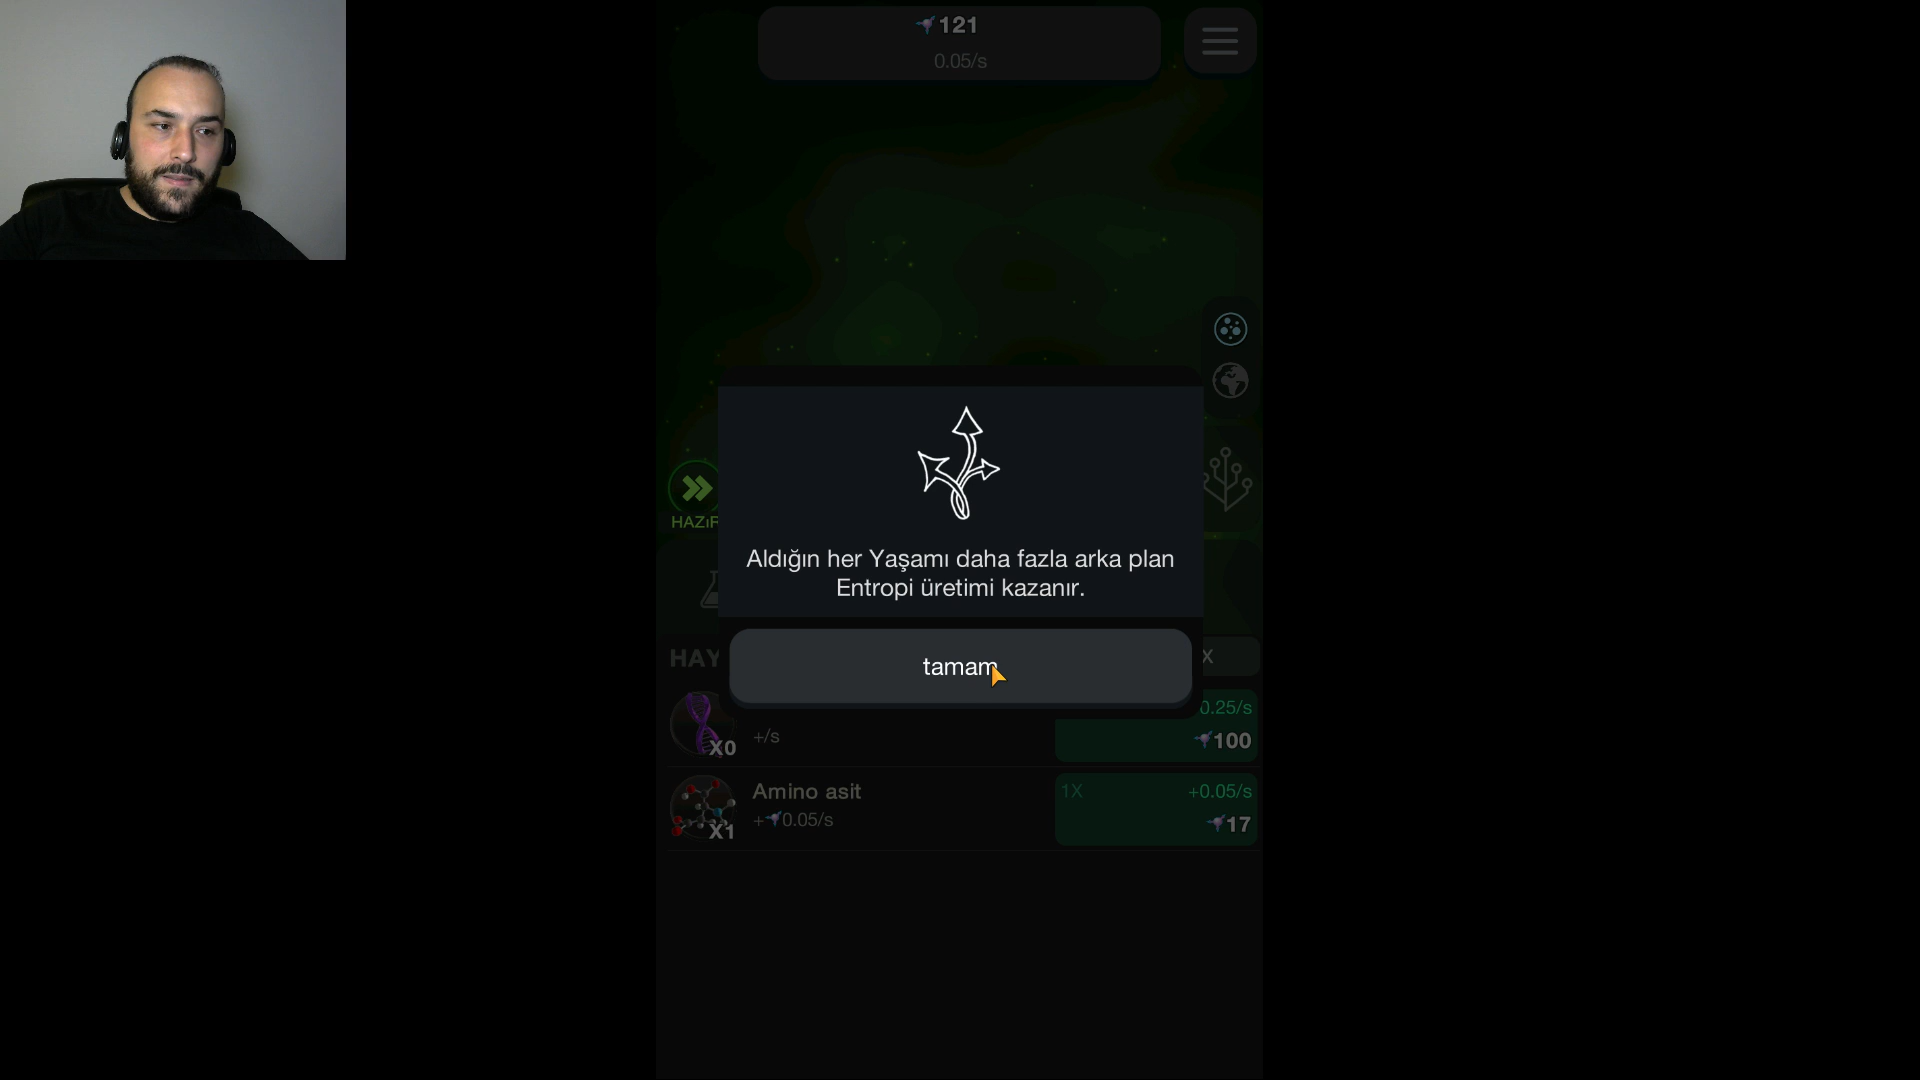 121
0.05/s
HAZıR
Aldığın her Yaşamı daha fazla arka plan
Entropi üretimi kazanır.
tamam
HAY
X
X0
+/s
0.25/s
100
Amino asit
+0.05/s
X1
1X
+0.05/s
17